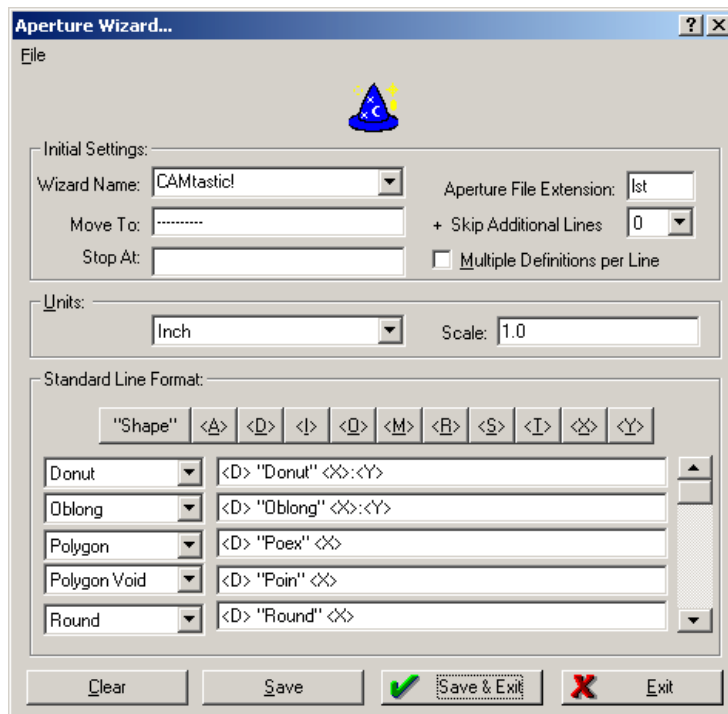 Aperture Wizard...
File
Initial Settings:
Wizard Name: CAMtastic! Aperture File Extension: lst
Move To: ---------- + Skip Additional Lines 0
Stop At: Multiple Definitions per Line
Units:
Inch Scale: 1.0
Standard Line Format:
"Shape" <A> <D> <I> <O> <M> <R> <S> <T> <X> <Y>
Donut <D> "Donut" <X>:<Y>
Oblong <D> "Oblong" <X>:<Y>
Polygon <D> "Poex" <X>
Polygon Void <D> "Poin" <X>
Round <D> "Round" <X>
Clear Save Save & Exit Exit